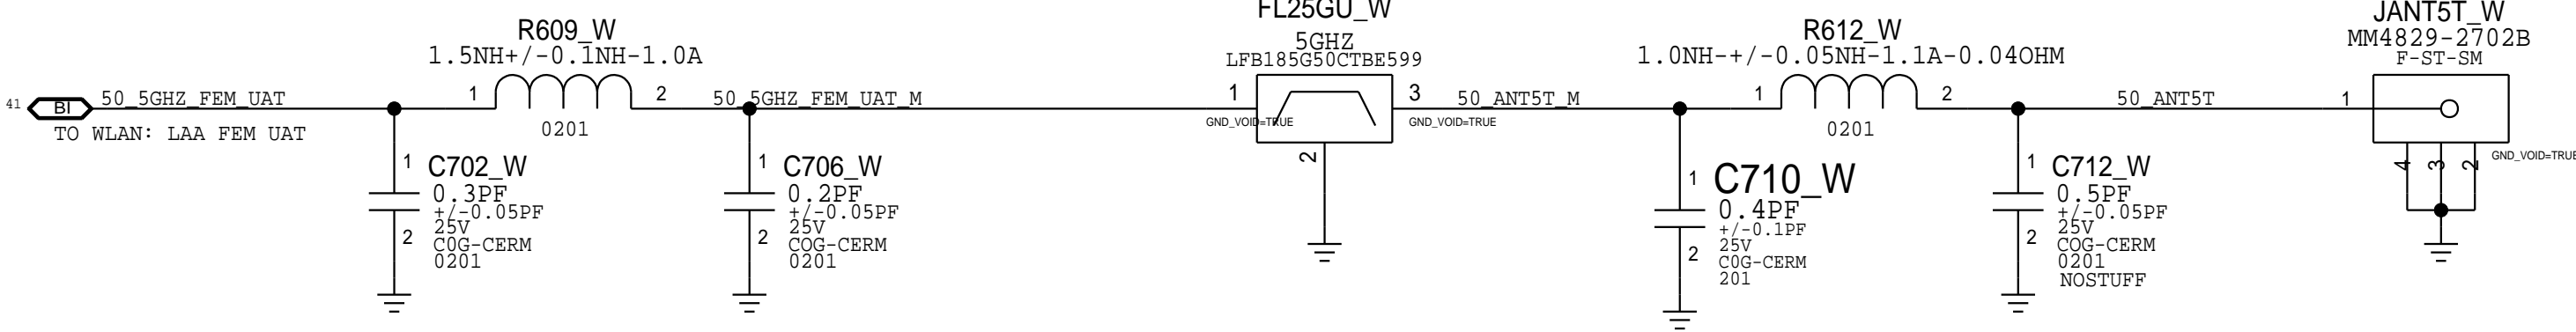 R609_W
1.5NH+/-0.1NH-1.0A
41
BI
50_5GHZ_FEM_UAT
TO WLAN: LAA FEM UAT
1
2
0201
1
C702_W
0.3PF
+/-0.05PF
25V
2
C0G-CERM
0201
50_5GHZ_FEM_UAT_M
1
C706_W
0.2PF
+/-0.05PF
25V
2
COG-CERM
0201
FL25GU_W
5GHZ
LFB185G50CTBE599
1
3
GND_VOID=TRUE
GND_VOID=TRUE
2
50_ANT5T_M
R612_W
1.0NH-+/-0.05NH-1.1A-0.04OHM
1
2
0201
1
C710_W
0.4PF
+/-0.1PF
25V
2
C0G-CERM
201
50_ANT5T
1
C712_W
0.5PF
+/-0.05PF
25V
2
COG-CERM
0201
NOSTUFF
JANT5T_W
MM4829-2702B
F-ST-SM
1
4
3
2
GND_VOID=TRUE